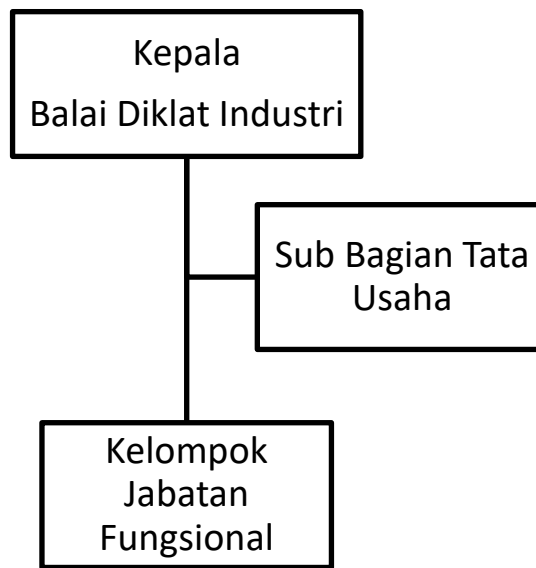 Kepala
Balai Diklat Industri
Sub Bagian Tata
Usaha
Kelompok
Jabatan
Fungsional